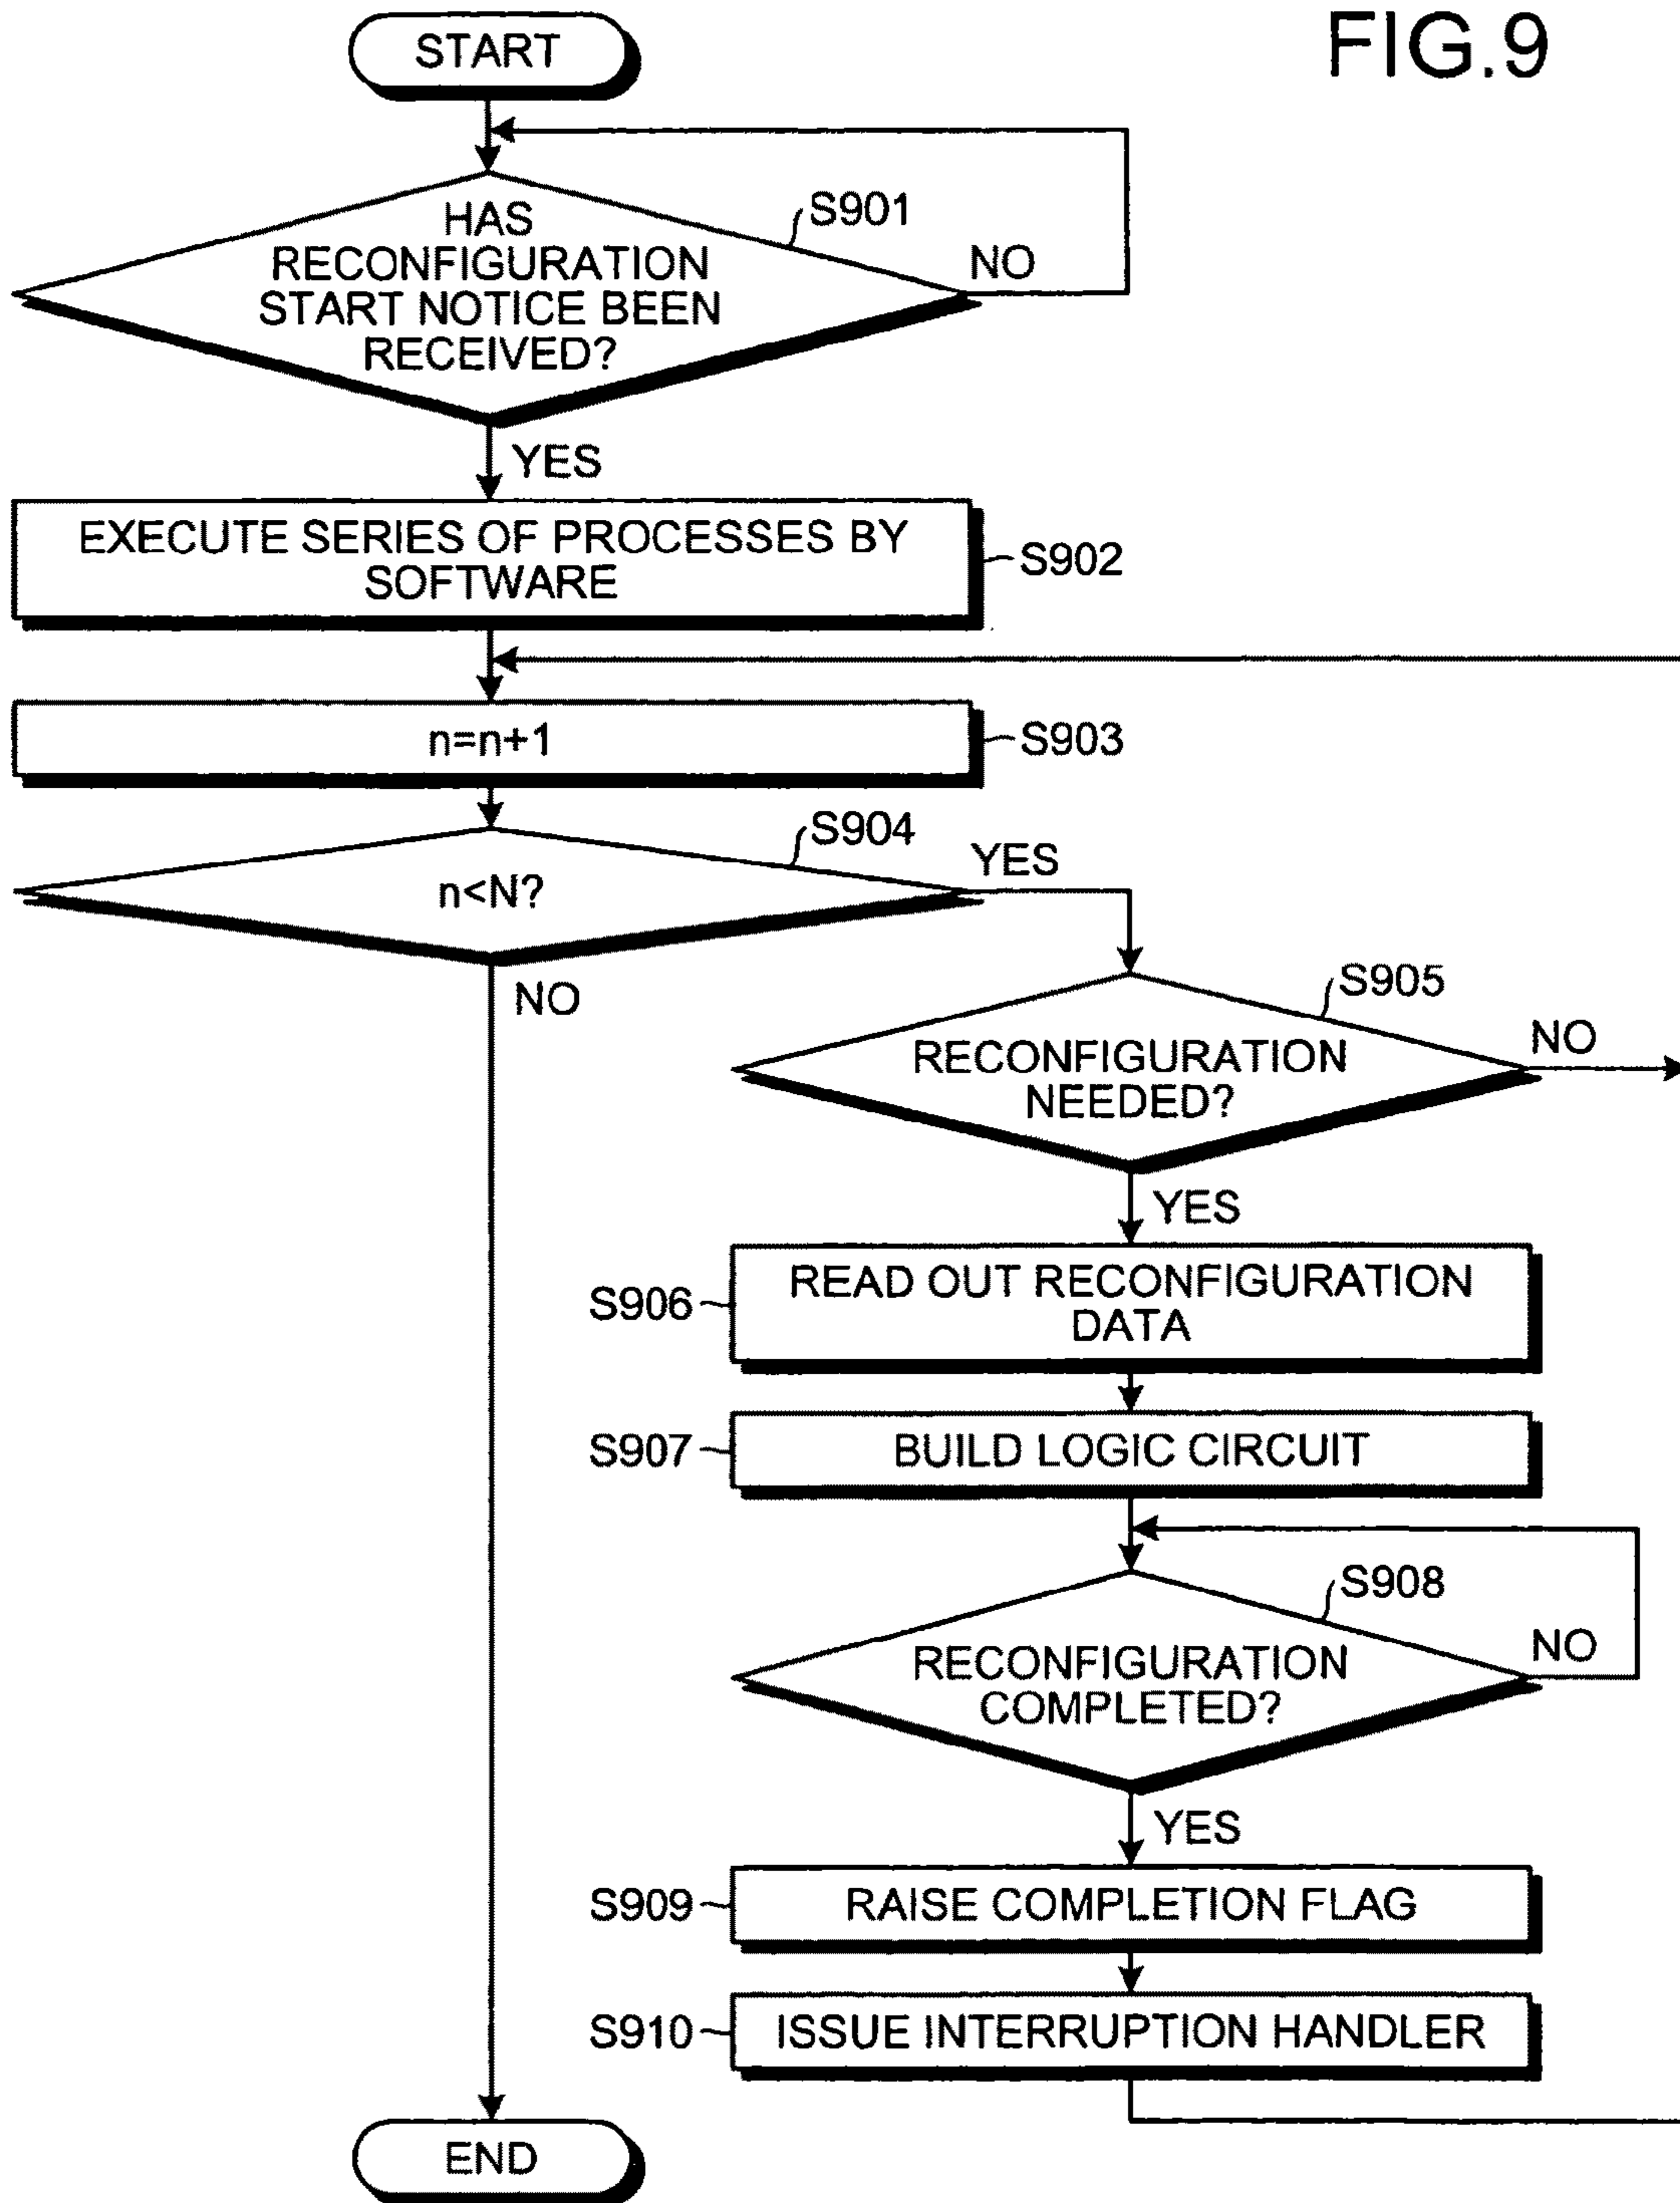 FIG.9
START
HAS
RECONFIGURATION
START NOTICE BEEN
RECEIVED?
S901
NO
YES
EXECUTE SERIES OF PROCESSES BY
SOFTWARE
S902
n=n+1
S903
n<N?
S904
YES
NO
RECONFIGURATION
NEEDED?
S905
NO
YES
S906
READ OUT RECONFIGURATION
DATA
S907
BUILD LOGIC CIRCUIT
S908
RECONFIGURATION
COMPLETED?
NO
YES
S909
RAISE COMPLETION FLAG
S910
ISSUE INTERRUPTION HANDLER
END